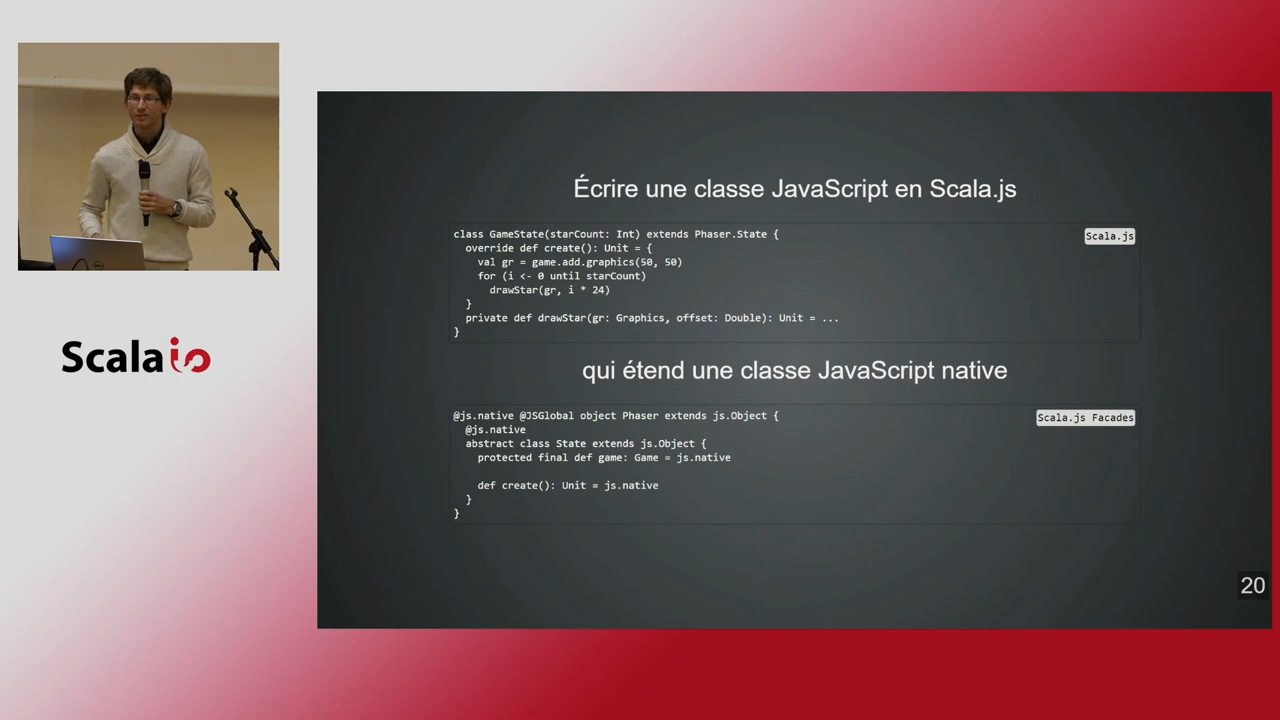 Écrire une classe JavaScript en Scala.js
class GameState(starCount: Int) extends Phaser.State {
Scala.js
override def create(): Unit = {
val gr = game.add.graphics(50, 50)
for (i <- 0 until starCount)
drawStar(gr, i * 24)
}
private def drawStar(gr: Graphics, offset: Double): Unit = ...
}
Scala io
qui étend une classe JavaScript native
@js.native @JSGlobal object Phaser extends js.Object {
Scala.js Facades
@js.native
abstract class State extends js.Object {
protected final def game: Game = js.native
def create(): Unit = js.native
}
}
20